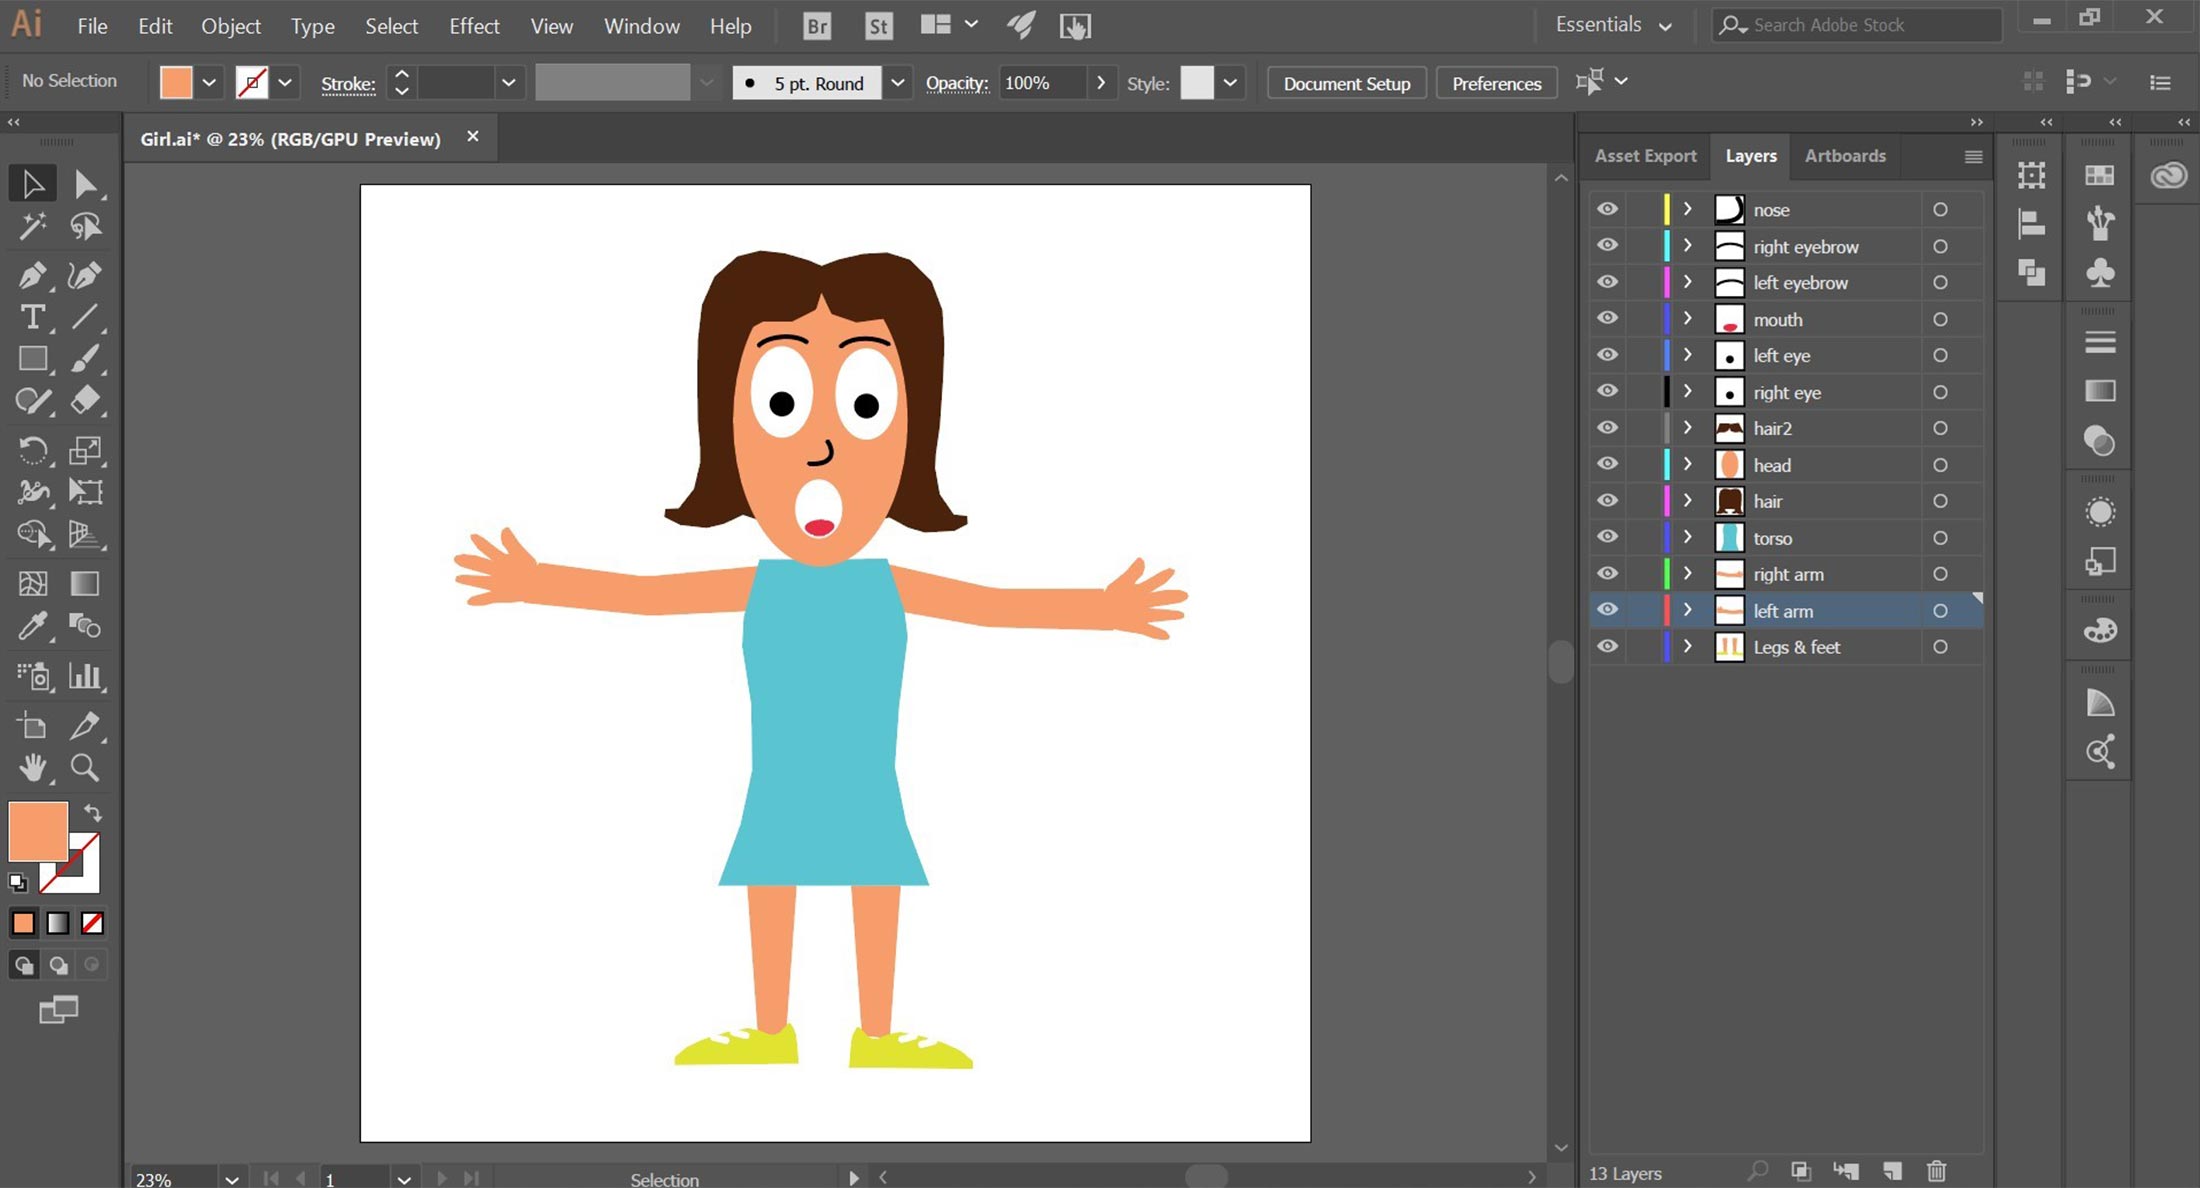 Ai File Edit Object Type Select Effect View Window Help Br St Essentials Search Adobe Stock
No Selection Stroke: 5 pt. Round Opacity: 100% Style: Document Setup Preferences
Girl.ai* @ 23% (RGB/GPU Preview)
Asset Export Layers Artboards
nose
right eyebrow
left eyebrow
mouth
left eye
right eye
hair2
head
hair
torso
right arm
left arm
Legs & feet
23% 1 Selection 13 Layers